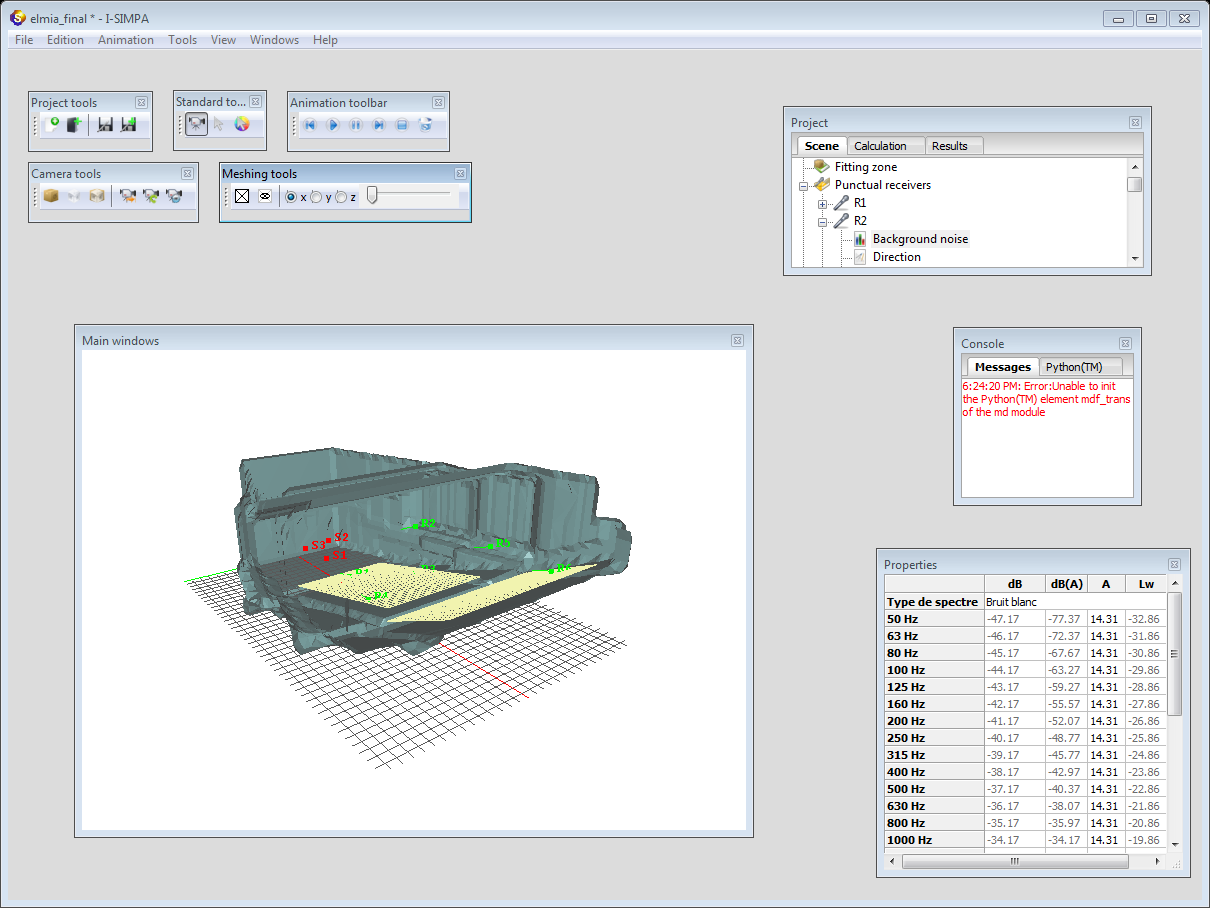 elmia_final * - I-SIMPA
File Edition Animation Tools View Windows Help
Project tools
Standard to...
Animation toolbar
Camera tools
Meshing tools
x y z
Project
Scene Calculation Results
Fitting zone
Punctual receivers
R1
R2
Background noise
Direction
Main windows
R2
S2
S3
S1
Console
Messages Python(TM)
6:24:20 PM: Error:Unable to init
the Python(TM) element mdf_trans
of the md module
Properties
dB dB(A) A Lw
Type de spectre Bruit blanc
50 Hz -47.17 -77.37 14.31 -32.86
63 Hz -46.17 -72.37 14.31 -31.86
80 Hz -45.17 -67.67 14.31 -30.86
100 Hz -44.17 -63.27 14.31 -29.86
125 Hz -43.17 -59.27 14.31 -28.86
160 Hz -42.17 -55.57 14.31 -27.86
200 Hz -41.17 -52.07 14.31 -26.86
250 Hz -40.17 -48.77 14.31 -25.86
315 Hz -39.17 -45.77 14.31 -24.86
400 Hz -38.17 -42.97 14.31 -23.86
500 Hz -37.17 -40.37 14.31 -22.86
630 Hz -36.17 -38.07 14.31 -21.86
800 Hz -35.17 -35.97 14.31 -20.86
1000 Hz -34.17 -34.17 14.31 -19.86